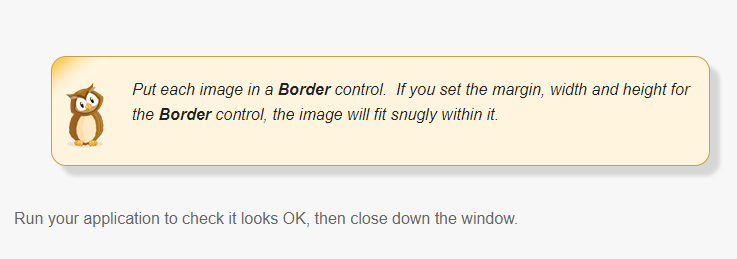 Put each image in a Border control.  If you set the margin, width and height for
the Border control, the image will fit snugly within it.
Run your application to check it looks OK, then close down the window.